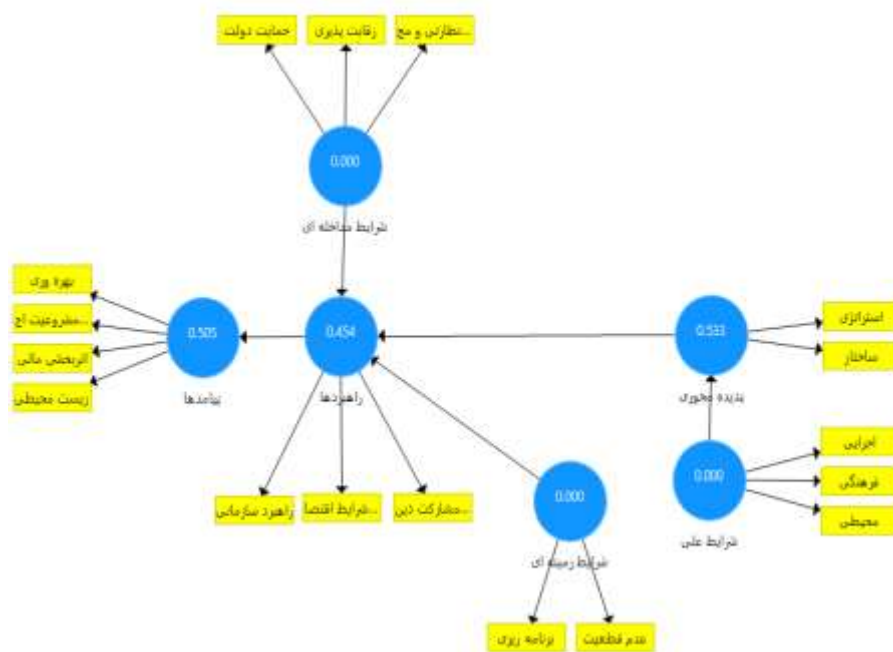 حمایت دولت
رقابت پذیری
...نظارتی و مج
0.000
شرایط مداخله ای
بهره وری
...مشروعیت اج
اثربخشی مالی
زیست محیطی
0.505
پیامدها
0.454
راهبردها
0.533
پدیده محوری
استراتژی
ساختار
اجرایی
فرهنگی
محیطی
0.000
شرایط علی
راهبرد سازمانی
...شرایط اقتصا
...مشارکت ذین
0.000
شرایط زمینه ای
برنامه ریزی
عدم قطعیت